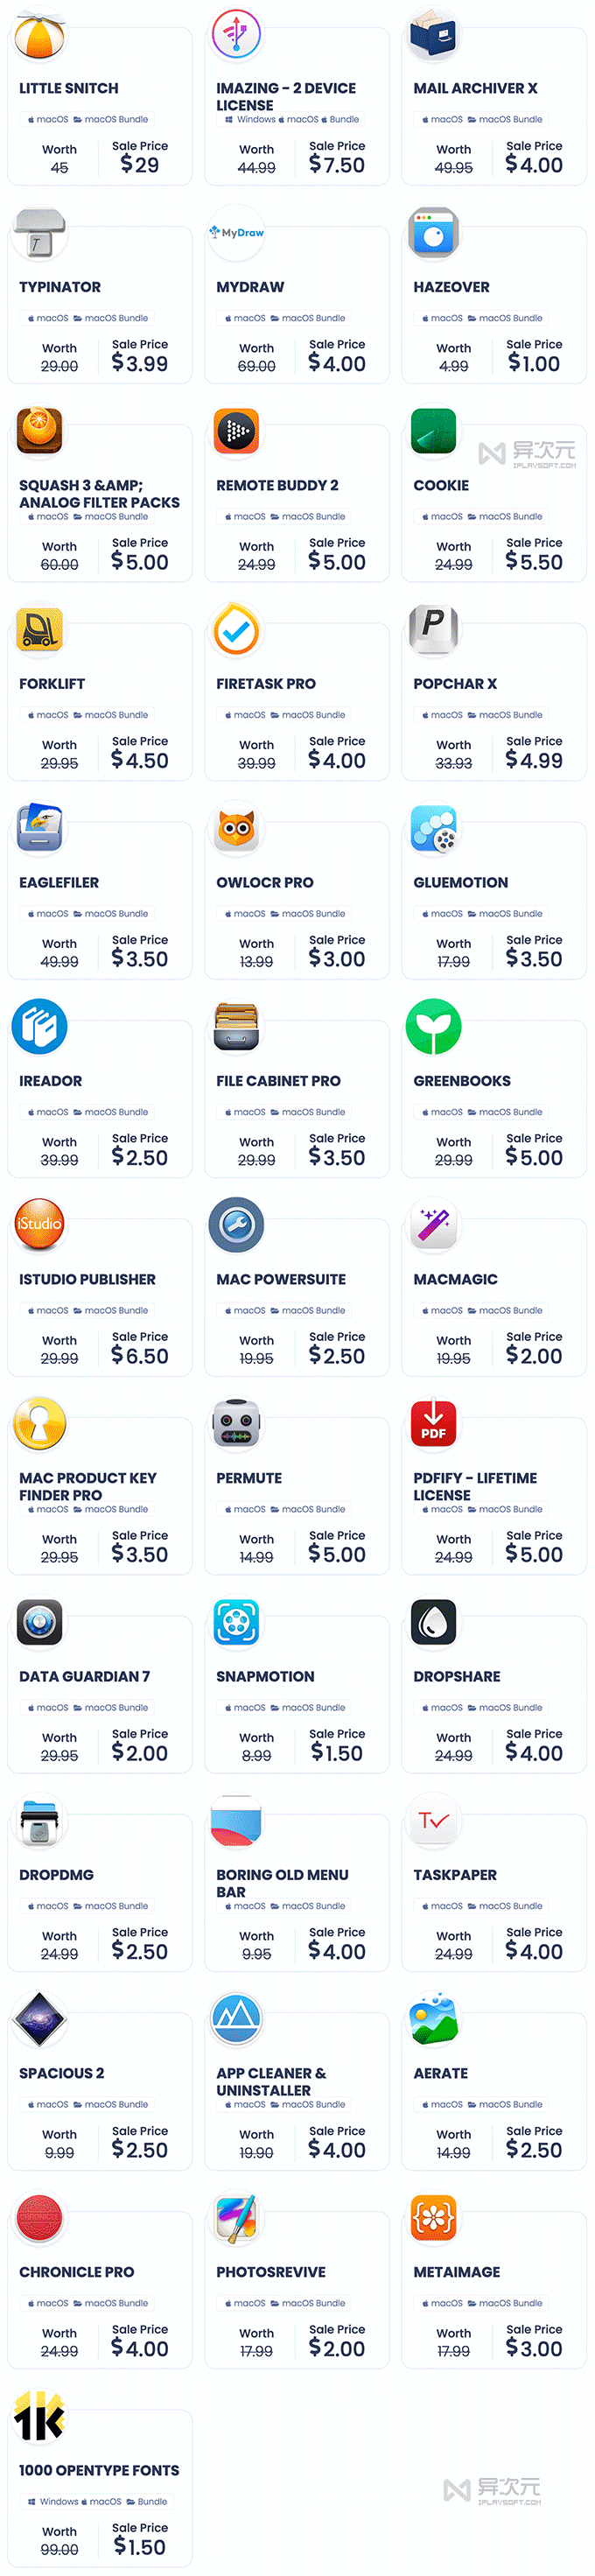 LITTLE SNITCH
macOS macOS Bundle
Worth Sale Price
45 $29
IMAZING - 2 DEVICE
LICENSE
Windows macOS Bundle
Worth Sale Price
44.99 $7.50
MAIL ARCHIVER X
macOS macOS Bundle
Worth Sale Price
49.95 $4.00
T
TYPINATOR
macOS macOS Bundle
Worth Sale Price
29.00 $3.99
MyDraw
MYDRAW
macOS macOS Bundle
Worth Sale Price
69.00 $4.00
HAZEOVER
macOS macOS Bundle
Worth Sale Price
4.99 $1.00
SQUASH 3 &AMP;
ANALOG FILTER PACKS
macOS macOS Bundle
Worth Sale Price
60.00 $5.00
REMOTE BUDDY 2
macOS macOS Bundle
Worth Sale Price
24.99 $5.00
异次元
IPLAYSOFT.COM
COOKIE
macOS macOS Bundle
Worth Sale Price
24.99 $5.50
FORKLIFT
macOS macOS Bundle
Worth Sale Price
29.95 $4.50
FIRETASK PRO
macOS macOS Bundle
Worth Sale Price
39.99 $4.00
P
POPCHAR X
macOS macOS Bundle
Worth Sale Price
33.93 $4.99
EAGLEFILER
macOS macOS Bundle
Worth Sale Price
49.99 $3.50
OWLOCR PRO
macOS macOS Bundle
Worth Sale Price
13.99 $3.00
GLUEMOTION
macOS macOS Bundle
Worth Sale Price
17.99 $3.50
IREADOR
macOS macOS Bundle
Worth Sale Price
39.99 $2.50
FILE CABINET PRO
macOS macOS Bundle
Worth Sale Price
29.99 $3.50
GREENBOOKS
macOS macOS Bundle
Worth Sale Price
29.99 $5.00
iStudio
ISTUDIO PUBLISHER
macOS macOS Bundle
Worth Sale Price
29.99 $6.50
MAC POWERSUITE
macOS macOS Bundle
Worth Sale Price
19.95 $2.50
MACMAGIC
macOS macOS Bundle
Worth Sale Price
19.95 $2.00
MAC PRODUCT KEY
FINDER PRO
macOS macOS Bundle
Worth Sale Price
29.95 $3.50
PERMUTE
macOS macOS Bundle
Worth Sale Price
14.99 $5.00
PDF
PDFIFY - LIFETIME
LICENSE
macOS macOS Bundle
Worth Sale Price
24.99 $5.00
DATA GUARDIAN 7
macOS macOS Bundle
Worth Sale Price
29.95 $2.00
SNAPMOTION
macOS macOS Bundle
Worth Sale Price
8.99 $1.50
DROPSHARE
macOS macOS Bundle
Worth Sale Price
24.99 $4.00
DROPDMG
macOS macOS Bundle
Worth Sale Price
24.99 $2.50
BORING OLD MENU
BAR
macOS macOS Bundle
Worth Sale Price
9.95 $4.00
TASKPAPER
macOS macOS Bundle
Worth Sale Price
24.99 $4.00
SPACIOUS 2
macOS macOS Bundle
Worth Sale Price
9.99 $2.50
APP CLEANER &
UNINSTALLER
macOS macOS Bundle
Worth Sale Price
19.90 $4.00
AERATE
macOS macOS Bundle
Worth Sale Price
14.99 $2.50
CHRONICLE
CHRONICLE PRO
macOS macOS Bundle
Worth Sale Price
24.99 $4.00
PHOTOSREVIVE
macOS macOS Bundle
Worth Sale Price
17.99 $2.00
METAIMAGE
macOS macOS Bundle
Worth Sale Price
17.99 $3.00
1K
1000 OPENTYPE FONTS
Windows macOS Bundle
Worth Sale Price
99.00 $1.50
异次元
IPLAYSOFT.COM